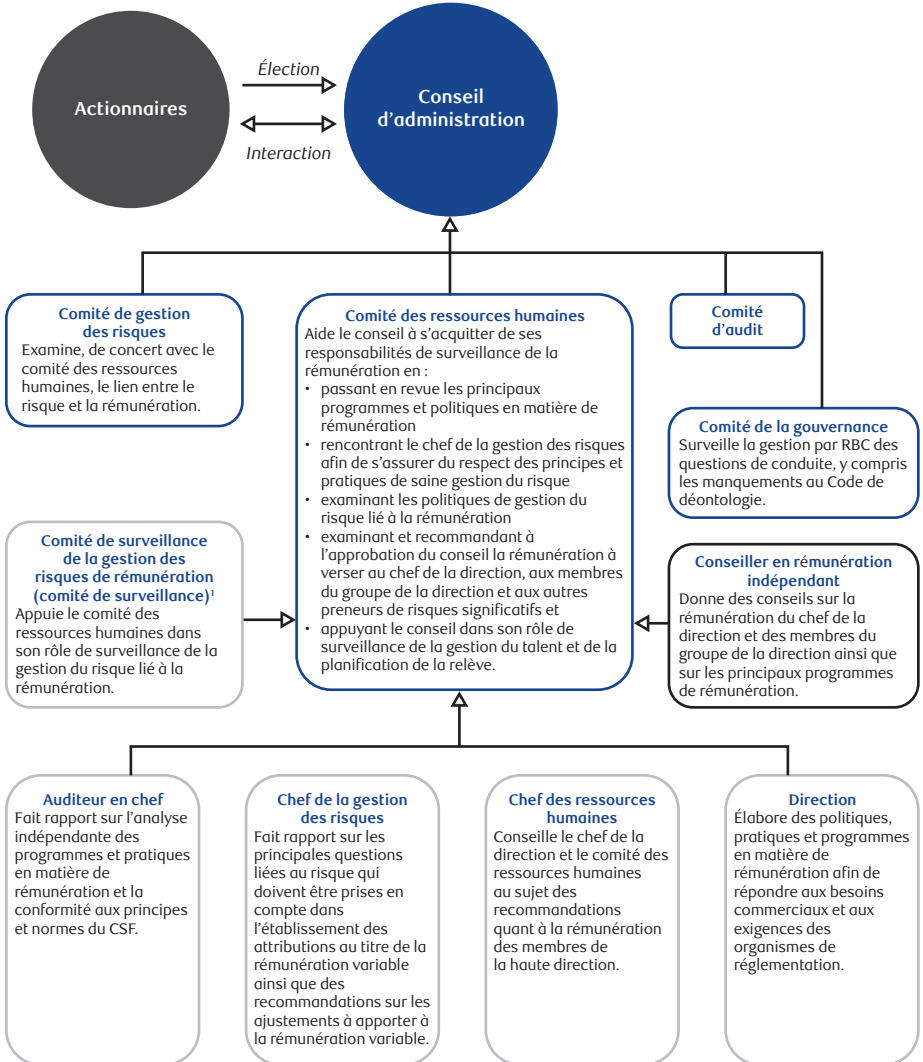 Actionnaires
Élection
Interaction
Conseil
d'administration
Comité de gestion
des risques
Examine, de concert avec le
comité des ressources
humaines, le lien entre le
risque et la rémunération.
Comité des ressources humaines
Aide le conseil à s'acquitter de ses
responsabilités de surveillance de la
rémunération en :
• passant en revue les principaux
programmes et politiques en matière de
rémunération
• rencontrant le chef de la gestion des risques
afin de s'assurer du respect des principes et
pratiques de saine gestion du risque
• examinant les politiques de gestion du
risque lié à la rémunération
• examinant et recommandant à
l'approbation du conseil la rémunération à
verser au chef de la direction, aux membres
du groupe de la direction et aux autres
preneurs de risques significatifs et
• appuyant le conseil dans son rôle de
surveillance de la gestion du talent et de la
planification de la relève.
Comité
d'audit
Comité de la gouvernance
Surveille la gestion par RBC des
questions de conduite, y compris
les manquements au Code de
déontologie.
Comité de surveillance
de la gestion des
risques de rémunération
(comité de surveillance)¹
Appuie le comité des
ressources humaines dans
son rôle de surveillance de la
gestion du risque lié à la
rémunération.
Conseiller en rémunération
indépendant
Donne des conseils sur la
rémunération du chef de la
direction et des membres du
groupe de la direction ainsi que
sur les principaux programmes
de rémunération.
Auditeur en chef
Fait rapport sur l'analyse
indépendante des
programmes et pratiques
en matière de
rémunération et la
conformité aux principes
et normes du CSF.
Chef de la gestion
des risques
Fait rapport sur les
principales questions
liées au risque qui
doivent être prises en
compte dans
l'établissement des
attributions au titre de la
rémunération variable
ainsi que des
recommandations sur les
ajustements à apporter à
la rémunération variable.
Chef des ressources
humaines
Conseille le chef de la
direction et le comité des
ressources humaines
au sujet des
recommandations
quant à la rémunération
des membres de
la haute direction.
Direction
Élabore des politiques,
pratiques et programmes
en matière de
rémunération afin de
répondre aux besoins
commerciaux et aux
exigences des
organismes de
réglementation.